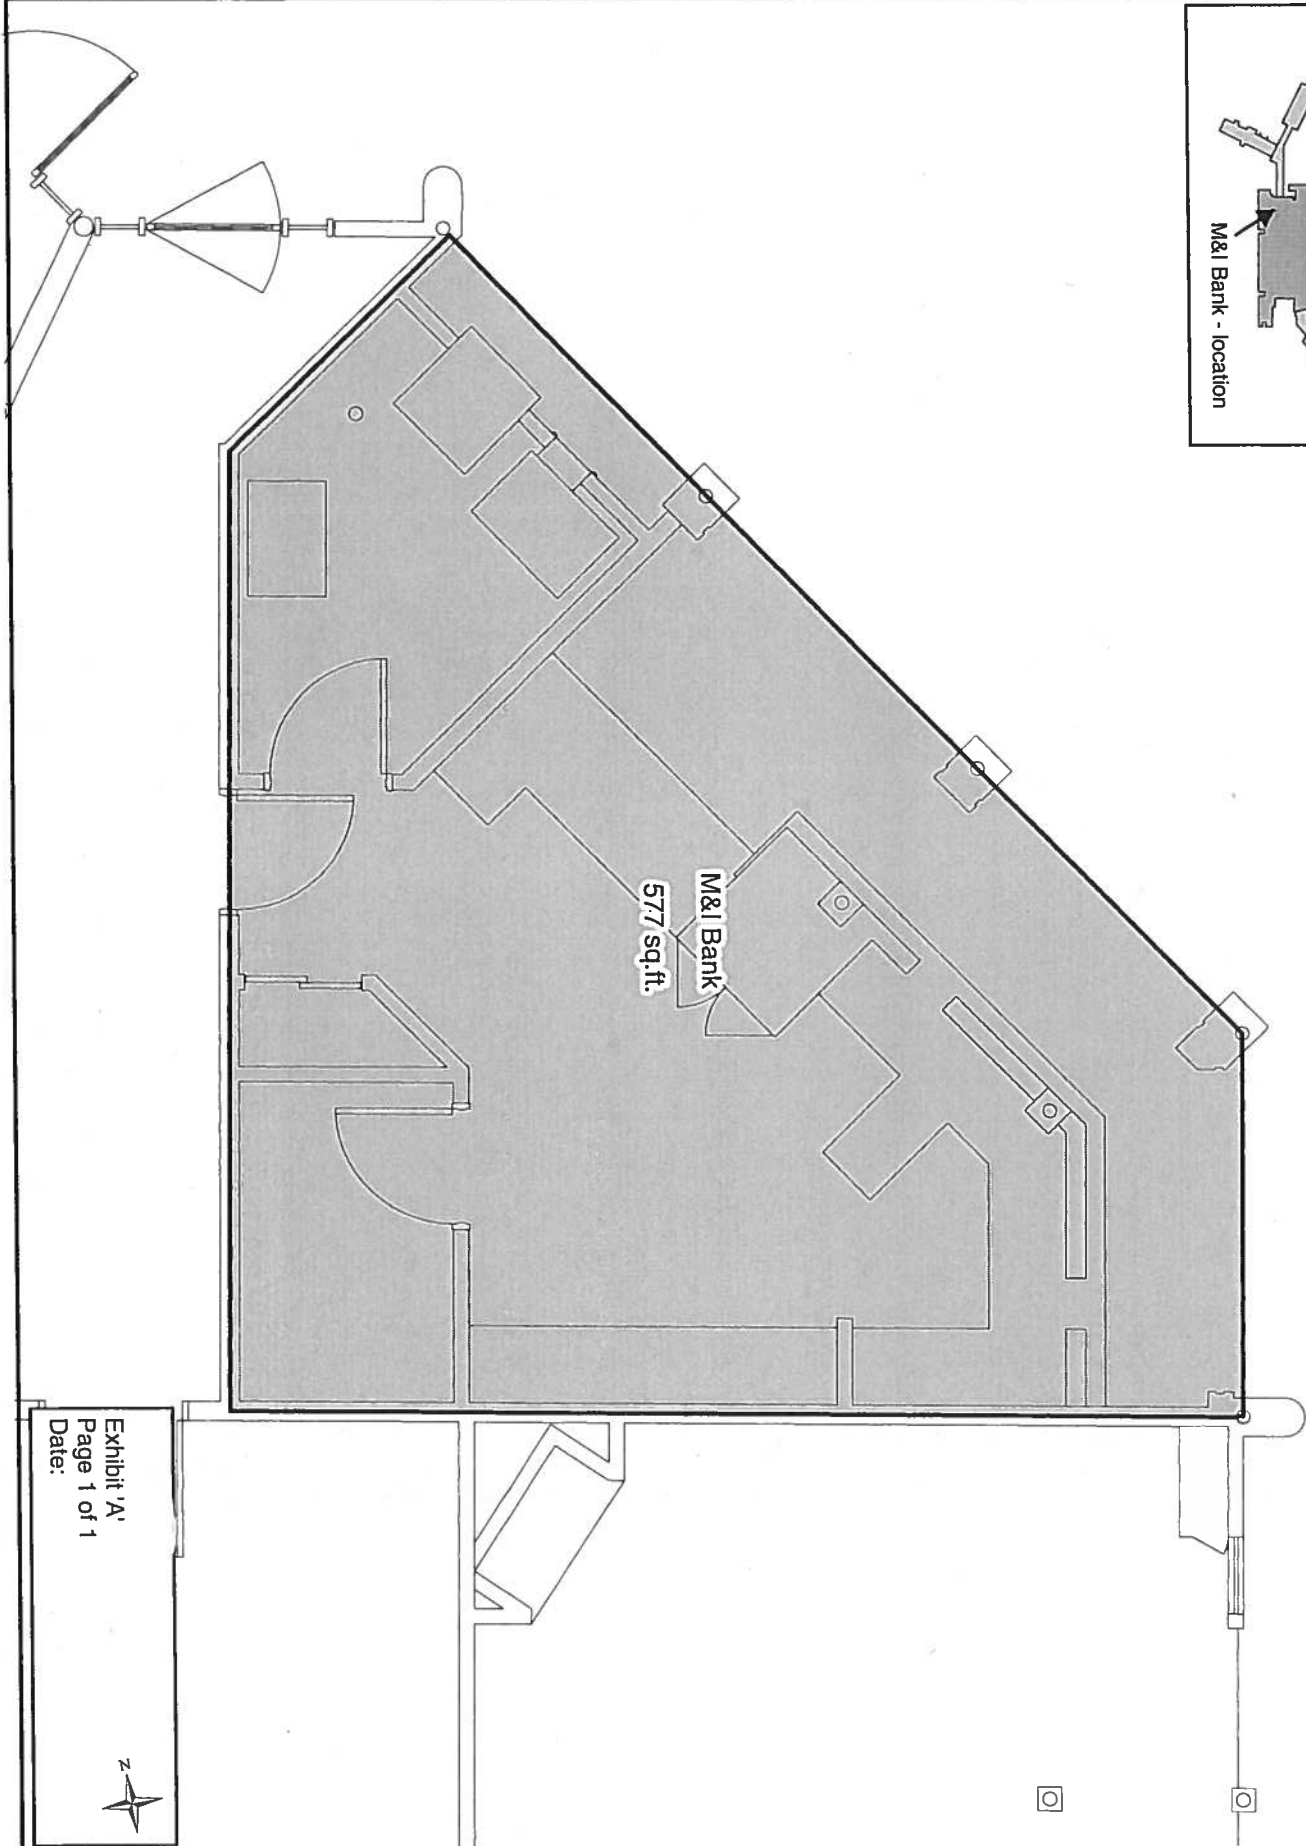 M&I Bank - location
M&I Bank
577 sq.ft.
Exhibit 'A'
Page 1 of 1
Date:
N